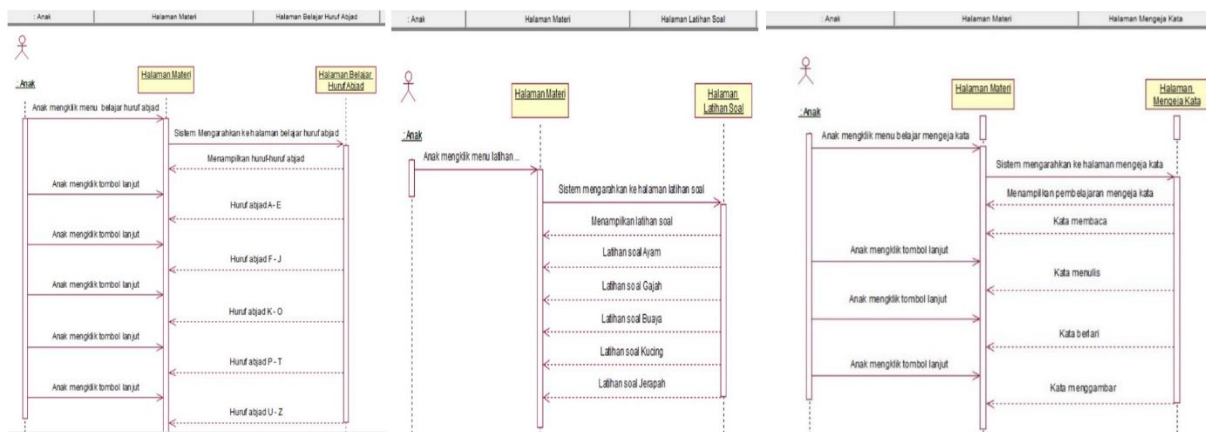 : Anak
Halaman Materi
Halaman Belajar Huruf Abjad
: Anak
Halaman Materi
Halaman Belajar
Huruf Abjad
Anak mengklik menu belajar huruf abjad
Sistem Mengarahkan ke halaman belajar huruf abjad
Menampilkan huruf-huruf abjad
Anak mengklik tombol lanjut
Huruf abjad A - E
Anak mengklik tombol lanjut
Huruf abjad F - J
Anak mengklik tombol lanjut
Huruf abjad K - O
Anak mengklik tombol lanjut
Huruf abjad P - T
Anak mengklik tombol lanjut
Huruf abjad U - Z
: Anak
Halaman Materi
Halaman Latihan Soal
: Anak
Halaman Materi
Halaman
Latihan Soal
Anak mengklik menu latihan...
Sistem mengarahkan ke halaman latihan soal
Menampilkan latihan soal
Latihan soal Ayam
Latihan soal Gajah
Latihan soal Buaya
Latihan soal Kucing
Latihan soal Jerapah
: Anak
Halaman Materi
Halaman Mengeja Kata
: Anak
Halaman Materi
Halaman
Mengeja Kata
Anak mengklik menu belajar mengeja kata
Sistem mengarahkan ke halaman mengeja kata
Menampilkan pembelajaran mengeja kata
Kata membaca
Anak mengklik tombol lanjut
Kata menulis
Anak mengklik tombol lanjut
Kata berlari
Anak mengklik tombol lanjut
Kata menggambar